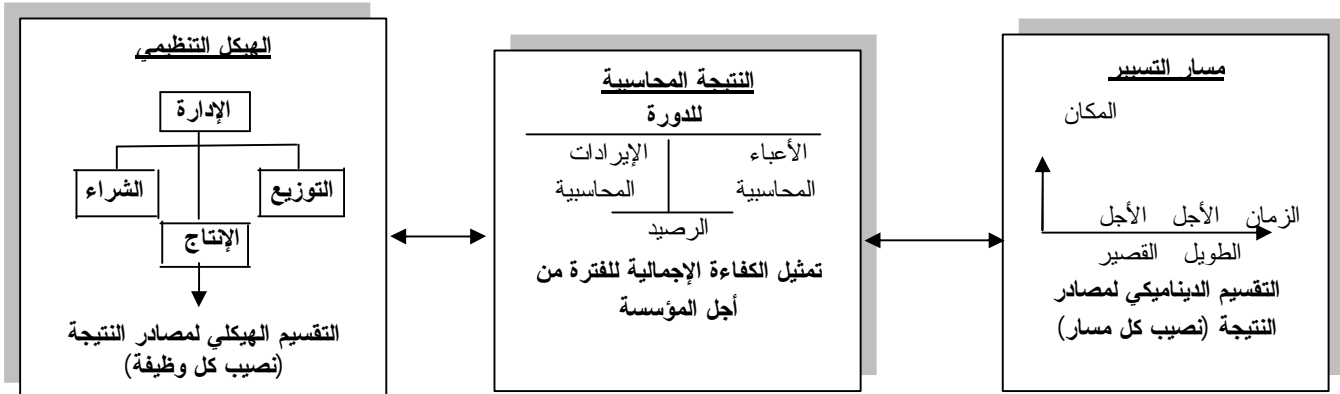 الهيكل التنظيمي
الإدارة
التوزيع
الشراء
الإنتاج
التقسيم الهيكلي لمصادر النتيجة
(نصيب كل وظيفة)
النتيجة المحاسبية
للدورة
الأعباء
المحاسبية
الإيرادات
المحاسبية
الرصيد
تمثيل الكفاءة الإجمالية للفترة من
أجل المؤسسة
مسار التسيير
المكان
الزمان
الأجل
القصير
الأجل
الطويل
التقسيم الديناميكي لمصادر
النتيجة (نصيب كل مسار)